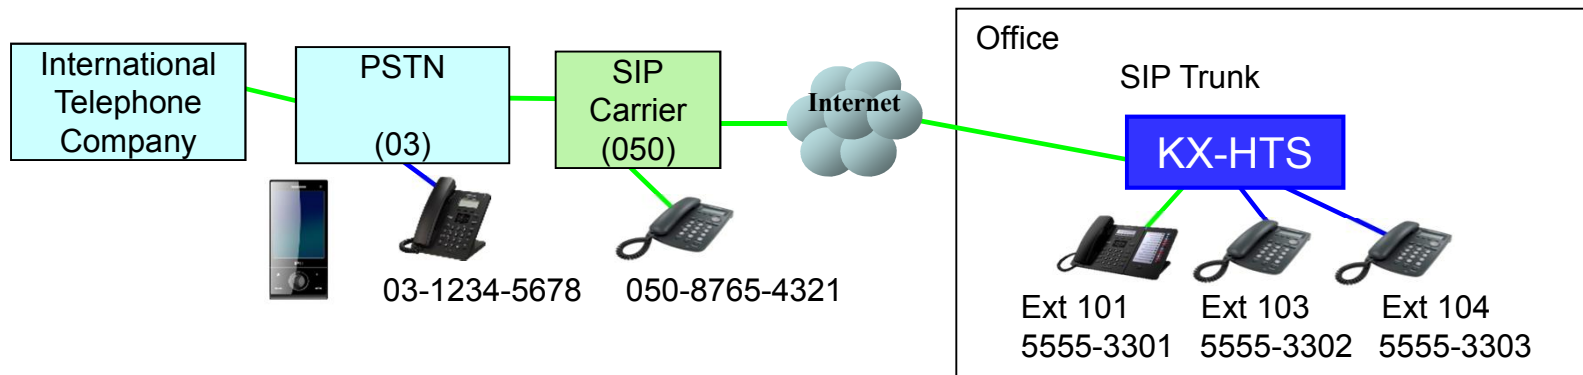 International
Telephone
Company
PSTN
(03)
SIP
Carrier
(050)
Internet
Office
SIP Trunk
KX-HTS
03-1234-5678
050-8765-4321
Ext 101
5555-3301
Ext 103
5555-3302
Ext 104
5555-3303